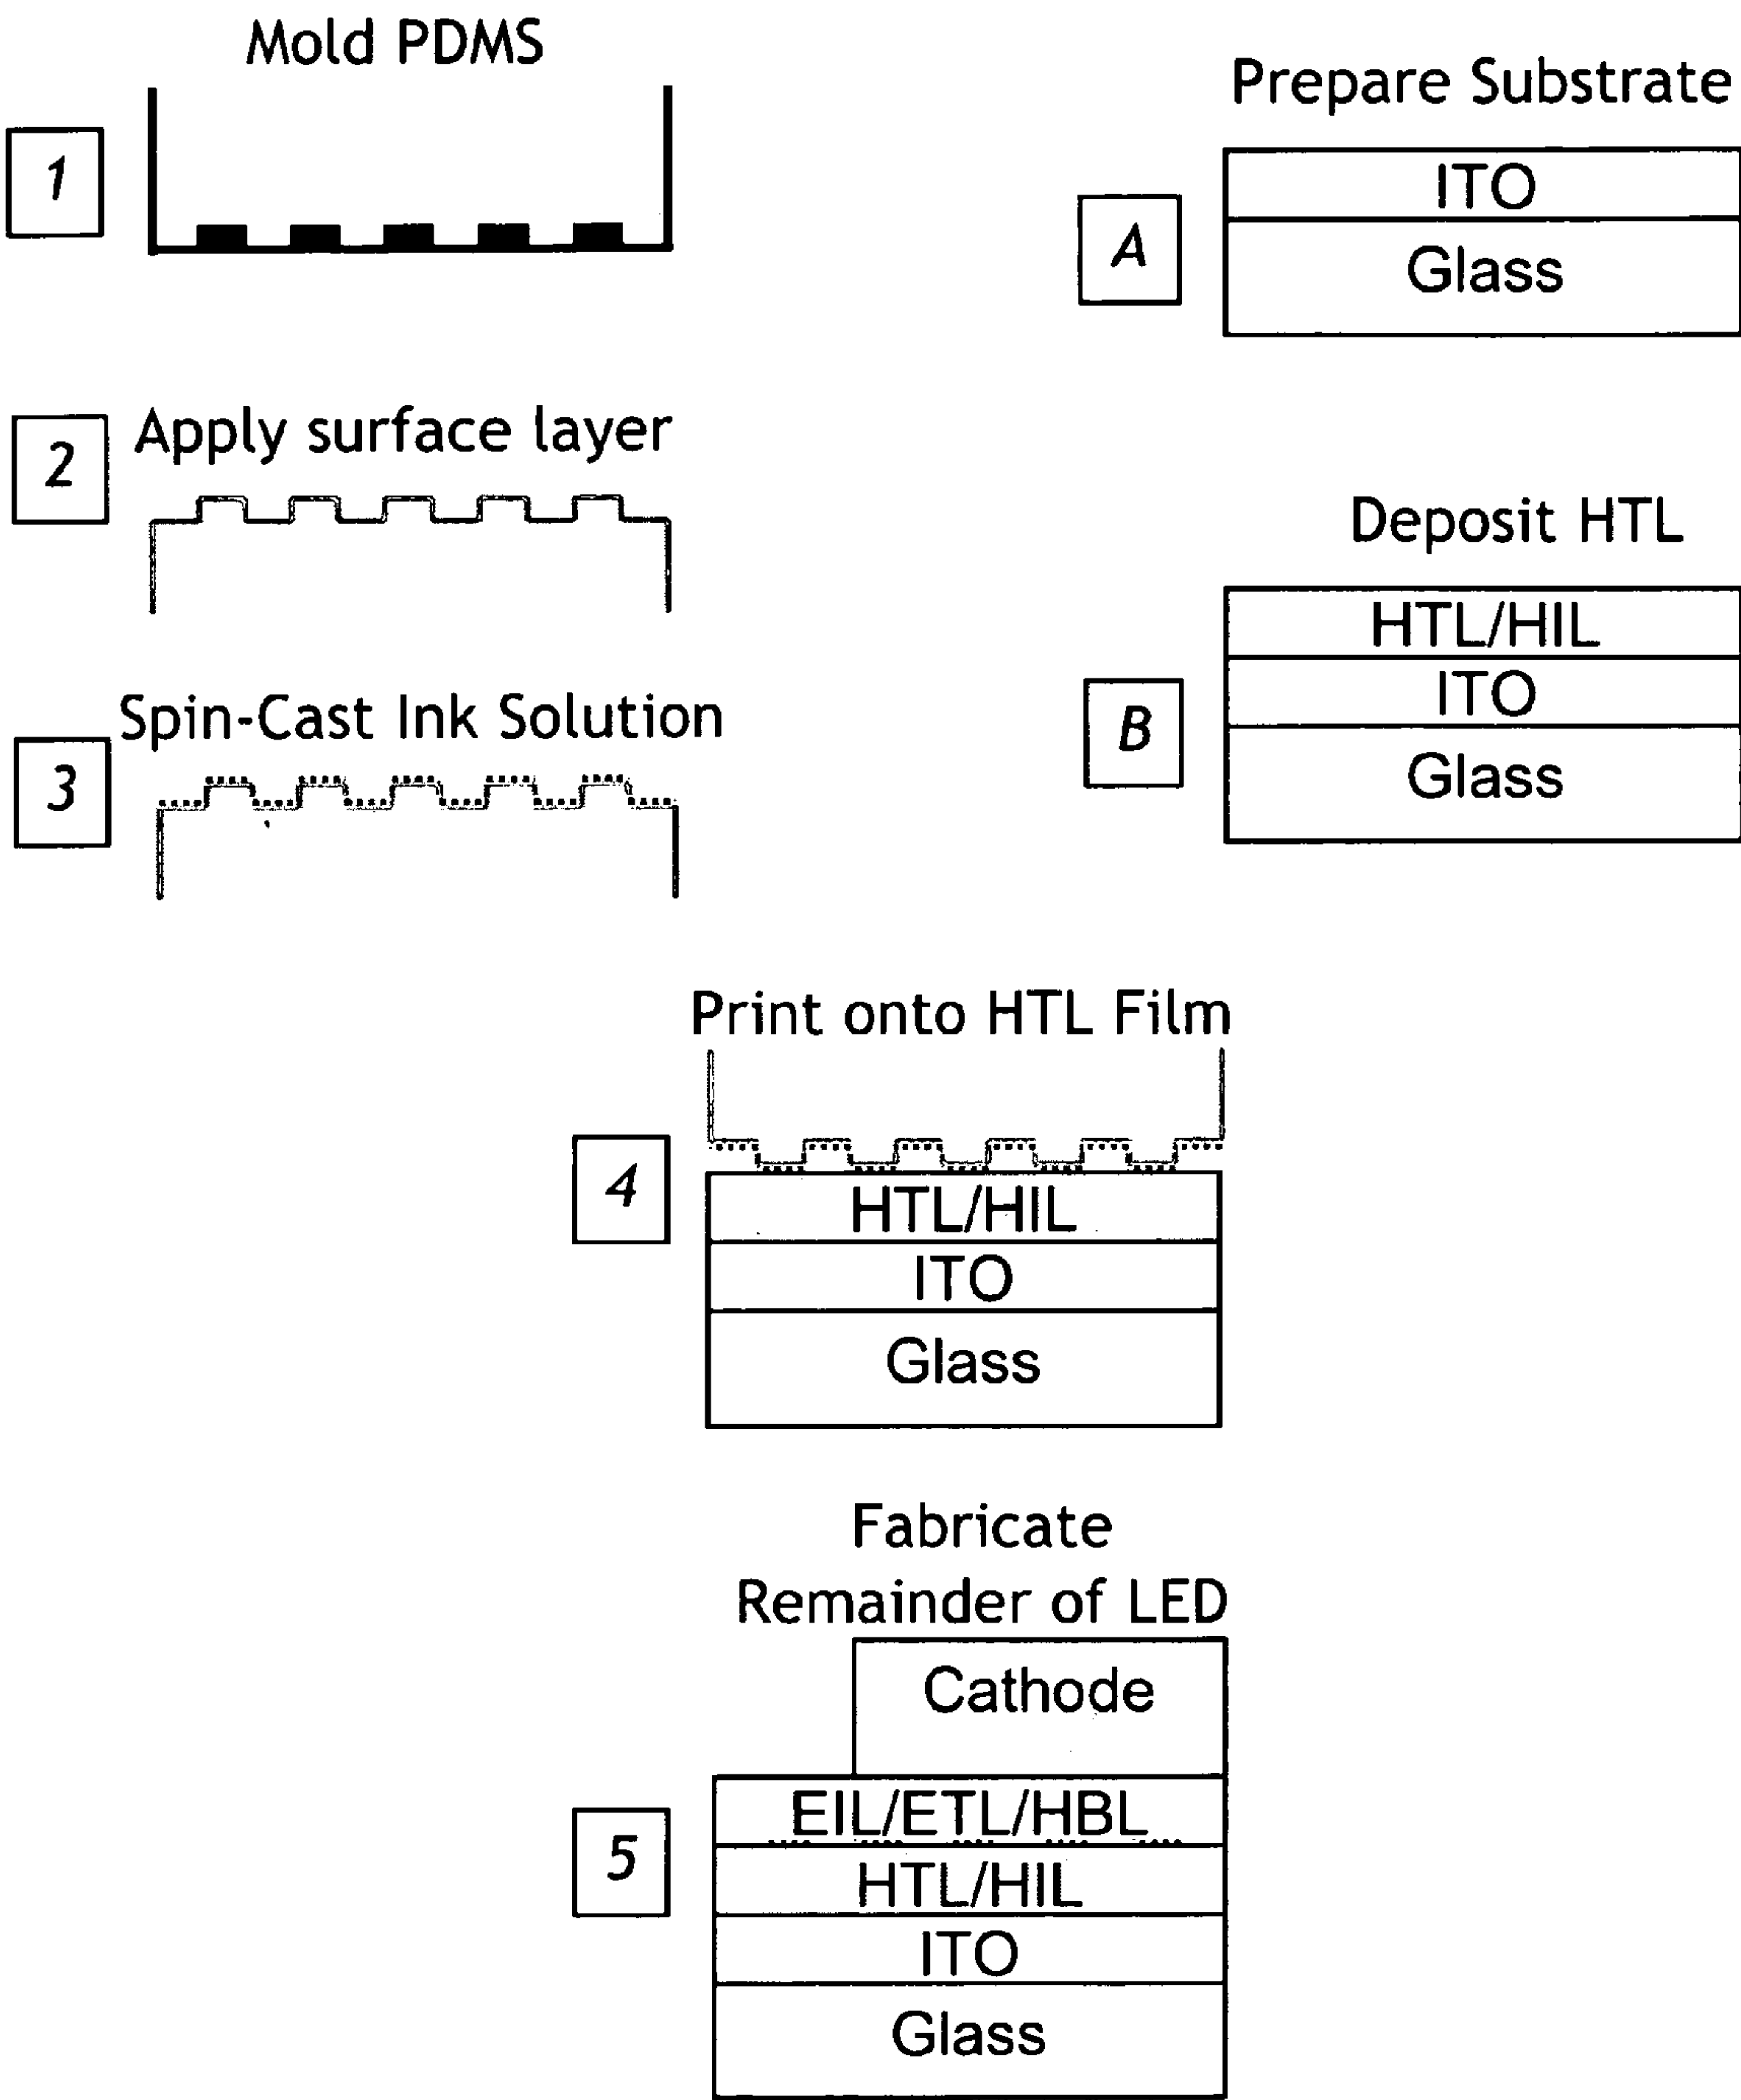 Mold PDMS
1
2
Apply surface layer
3
Spin-Cast Ink Solution
Prepare Substrate
A
ITO
Glass
Deposit HTL
B
HTL/HIL
ITO
Glass
Print onto HTL Film
4
HTL/HIL
ITO
Glass
Fabricate
Remainder of LED
5
Cathode
EIL/ETL/HBL
HTL/HIL
ITO
Glass